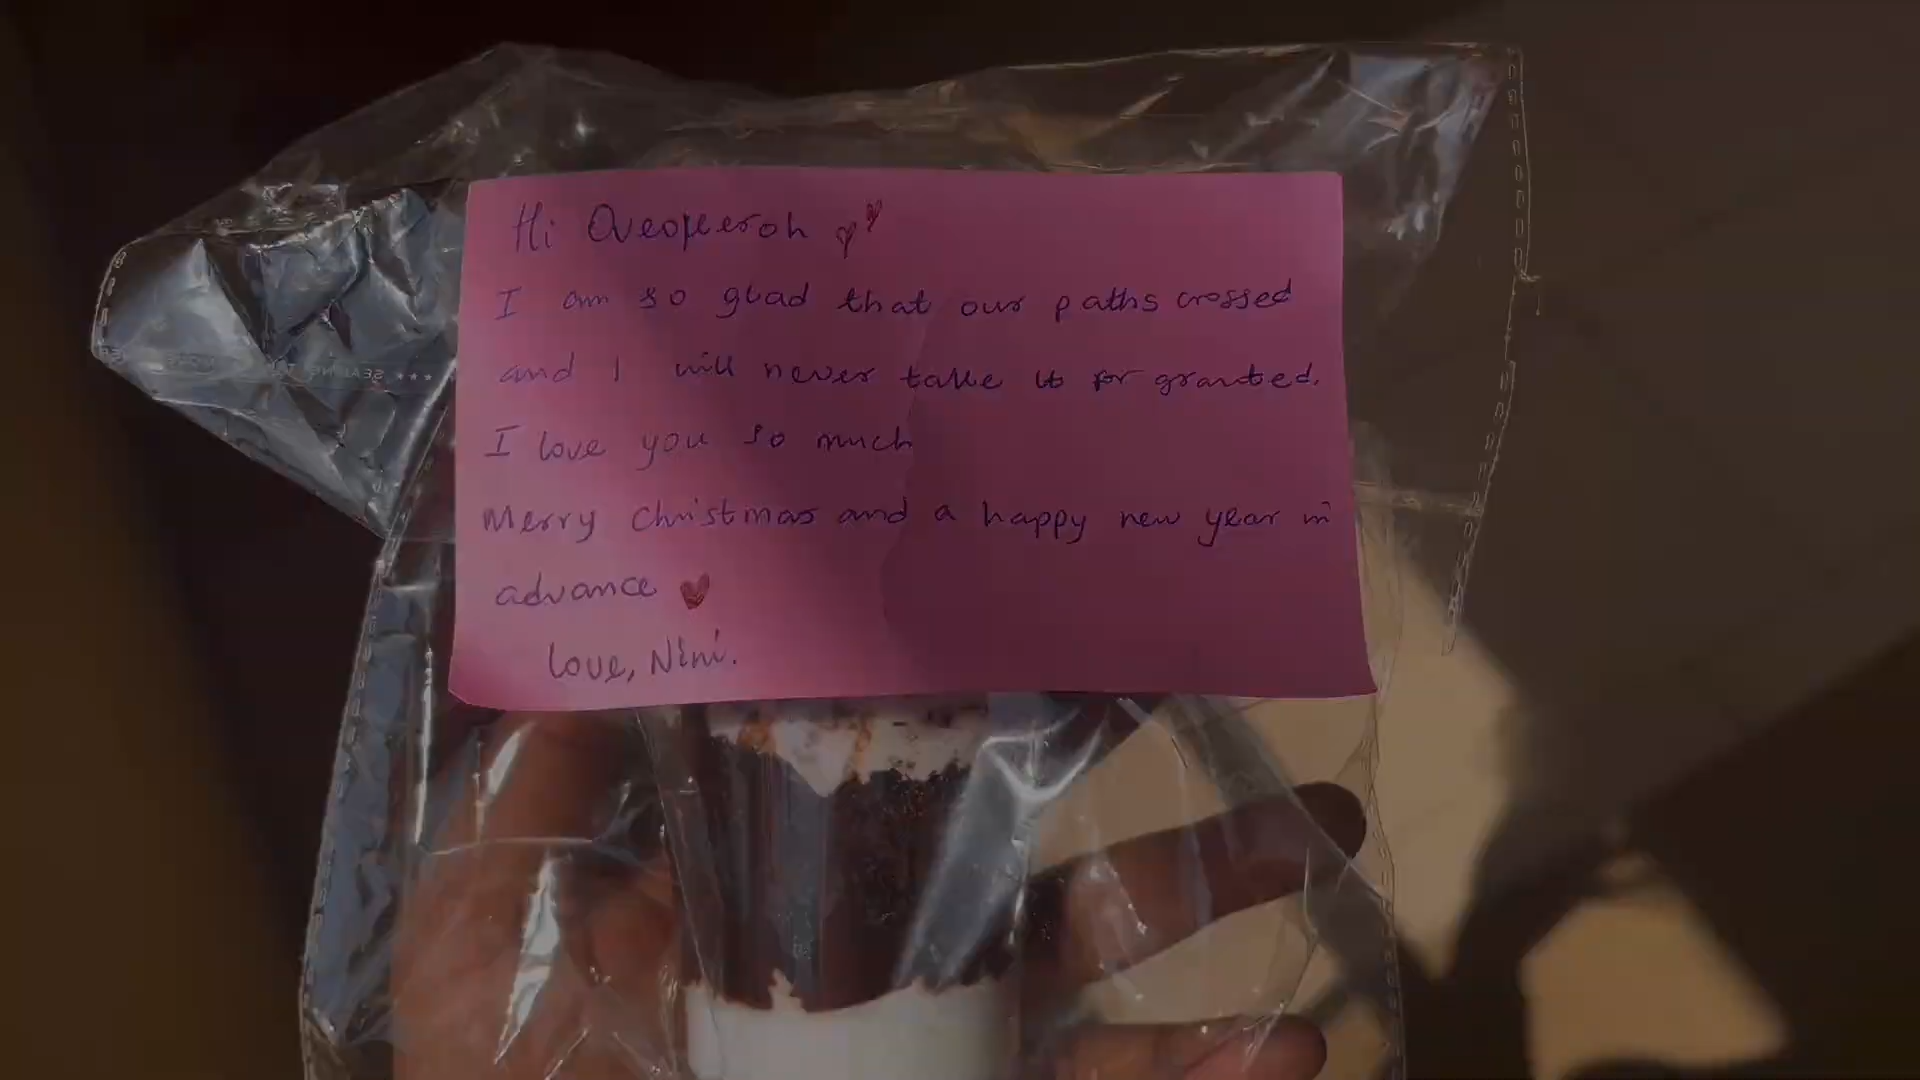 Hi Oveoferoh
I am so glad that our paths crossed
and I will never take it for granted.
I love you so much
Merry Christmas and a happy new year in
advance
Love, Nini.